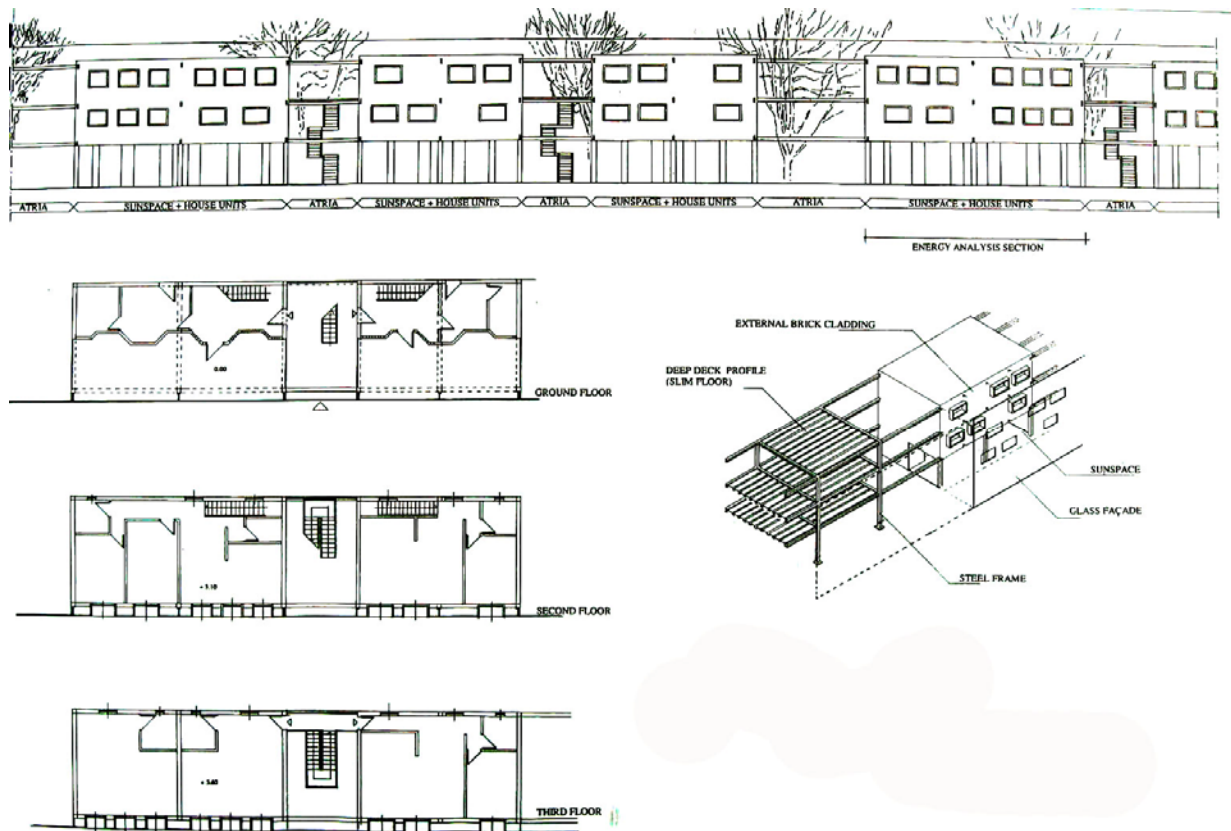 ATRIA
SUNSPACE + HOUSE UNITS
ATRIA
SUNSPACE + HOUSE UNITS
ATRIA
SUNSPACE + HOUSE UNITS
ATRIA
SUNSPACE + HOUSE UNITS
ATRIA
ENERGY ANALYSIS SECTION
0.00
GROUND FLOOR
EXTERNAL BRICK CLADDING
DEEP DECK PROFILE
(SLIM FLOOR)
SUNSPACE
GLASS FAÇADE
STEEL FRAME
SECOND FLOOR
THIRD FLOOR